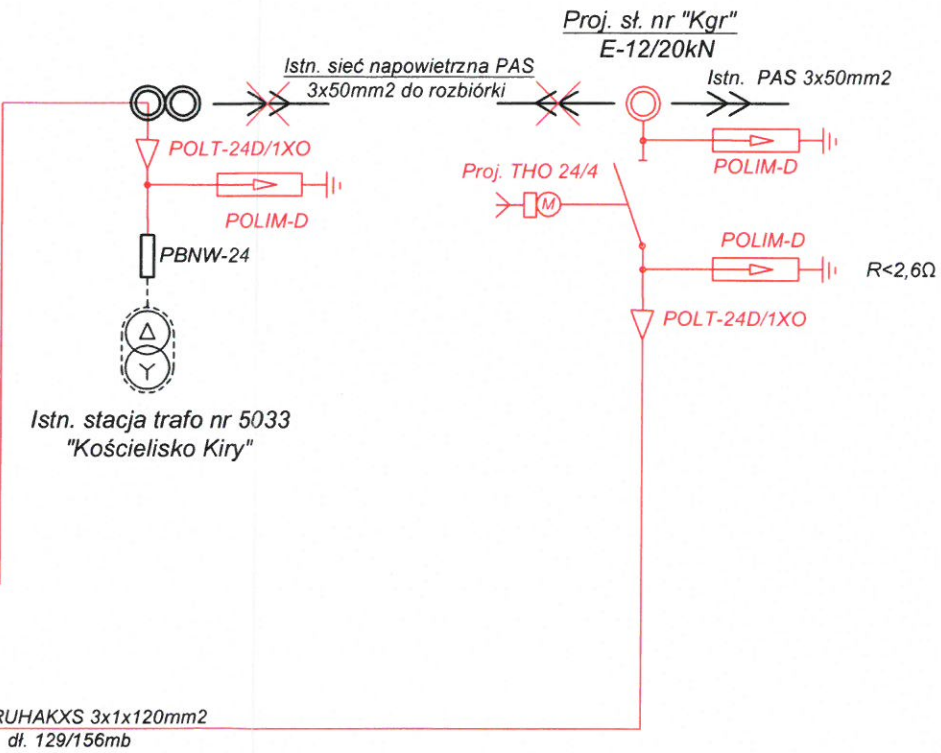 Proj. sł. nr "Kgr"
E-12/20kN
Istn. sieć napowietrzna PAS
3x50mm2 do rozbiórki
Istn. PAS 3x50mm2
POLT-24D/1XO
POLIM-D
Proj. THO 24/4
M
POLIM-D
PBNW-24
POLIM-D
R<2,6Ω
POLT-24D/1XO
Δ
Y
Istn. stacja trafo nr 5033
"Kościelisko Kiry"
RUHAKXS 3x1x120mm2
dł. 129/156mb